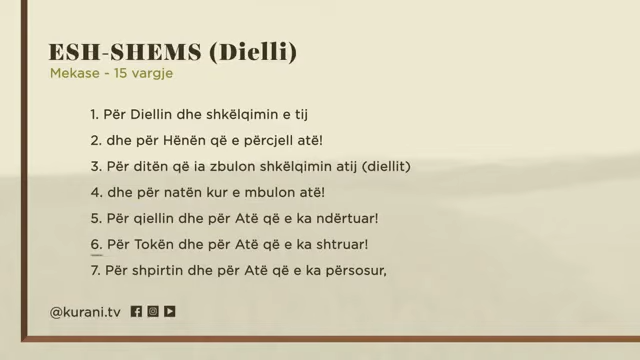 ESH-SHEMS (Dielli)
Mekase - 15 vargje
1. Për Diellin dhe shkëlqimin e tij
2. dhe për Hënën që e përcjell atë!
3. Për ditën që ia zbulon shkëlqimin atij (diellit)
4. dhe për natën kur e mbulon atë!
5. Për qiellin dhe për Atë që e ka ndërtuar!
6. Për Tokën dhe për Atë që e ka shtruar!
7. Për shpirtin dhe për Atë që e ka përsosur,
@kurani.tv